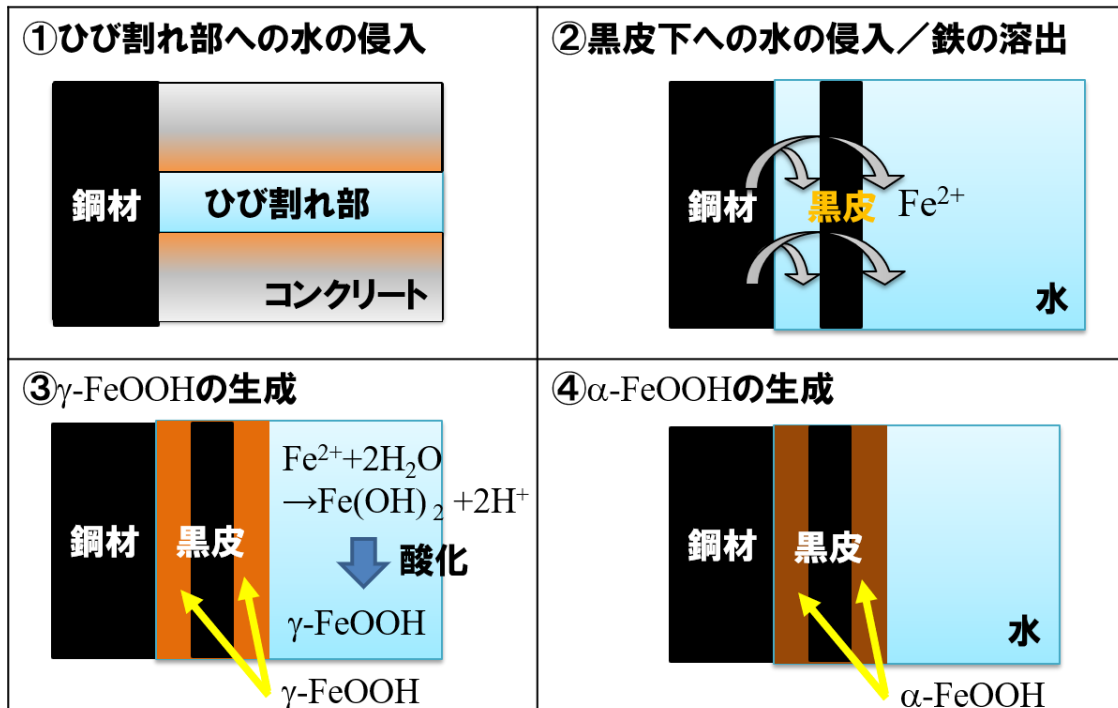 ①ひび割れ部への水の侵入
鋼材
ひび割れ部
コンクリート
②黒皮下への水の侵入／鉄の溶出
鋼材
黒皮
Fe²⁺
水
③γ-FeOOHの生成
Fe²⁺+2H₂O
→Fe(OH)₂ +2H⁺
鋼材
黒皮
酸化
γ-FeOOH
γ-FeOOH
④α-FeOOHの生成
鋼材
黒皮
水
α-FeOOH